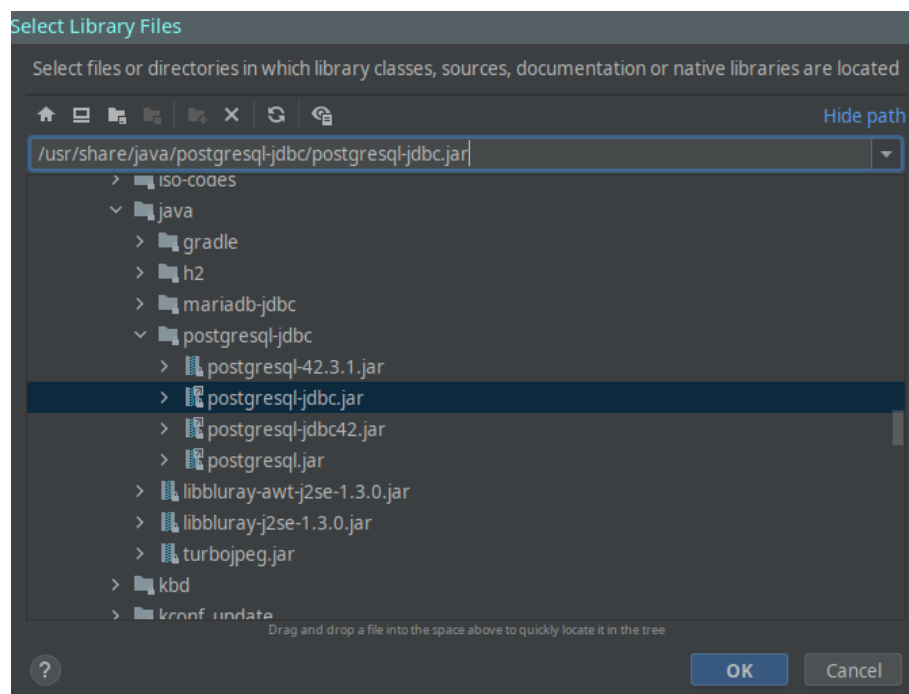 Select Library Files
Select files or directories in which library classes, sources, documentation or native libraries are located
Hide path
/usr/share/java/postgresql-jdbc/postgresql-jdbc.jar
iso-codes
java
gradle
h2
mariadb-jdbc
postgresql-jdbc
postgresql-42.3.1.jar
postgresql-jdbc.jar
postgresql-jdbc42.jar
postgresql.jar
libbluray-awt-j2se-1.3.0.jar
libbluray-j2se-1.3.0.jar
turbojpeg.jar
kbd
kconf_update
Drag and drop a file into the space above to quickly locate it in the tree
? OK Cancel